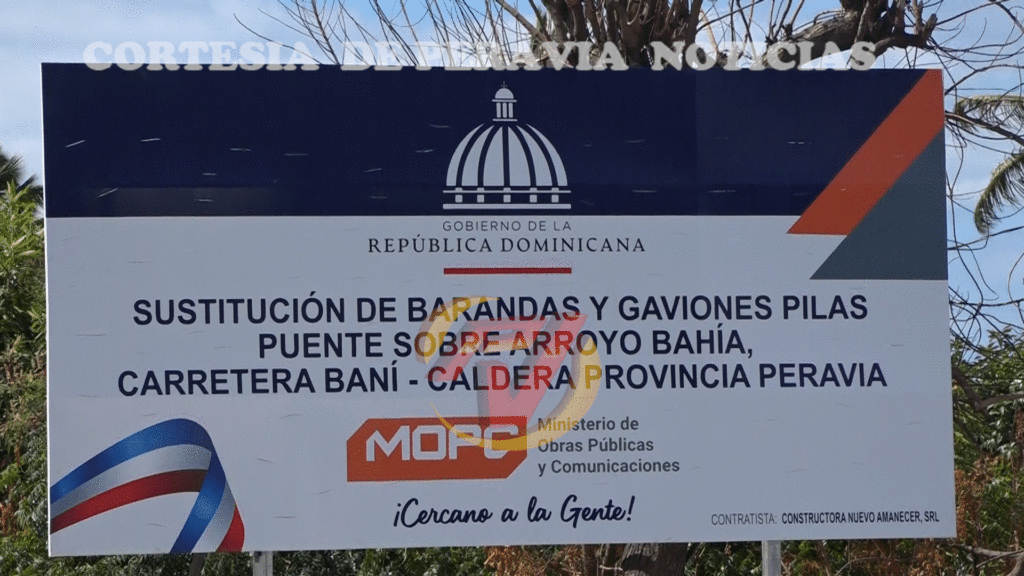 CORTESIA DE PERAVIA NOTICIAS
GOBIERNO DE LA
REPÚBLICA DOMINICANA
SUSTITUCIÓN DE BARANDAS Y GAVIONES PILAS
PUENTE SOBRE ARROYO BAHÍA,
CARRETERA BANÍ - CALDERA PROVINCIA PERAVIA
MOPC
Ministerio de
Obras Públicas
y Comunicaciones
¡Cercano a la Gente!
CONTRATISTA: CONSTRUCTORA NUEVO AMANECER, SRL